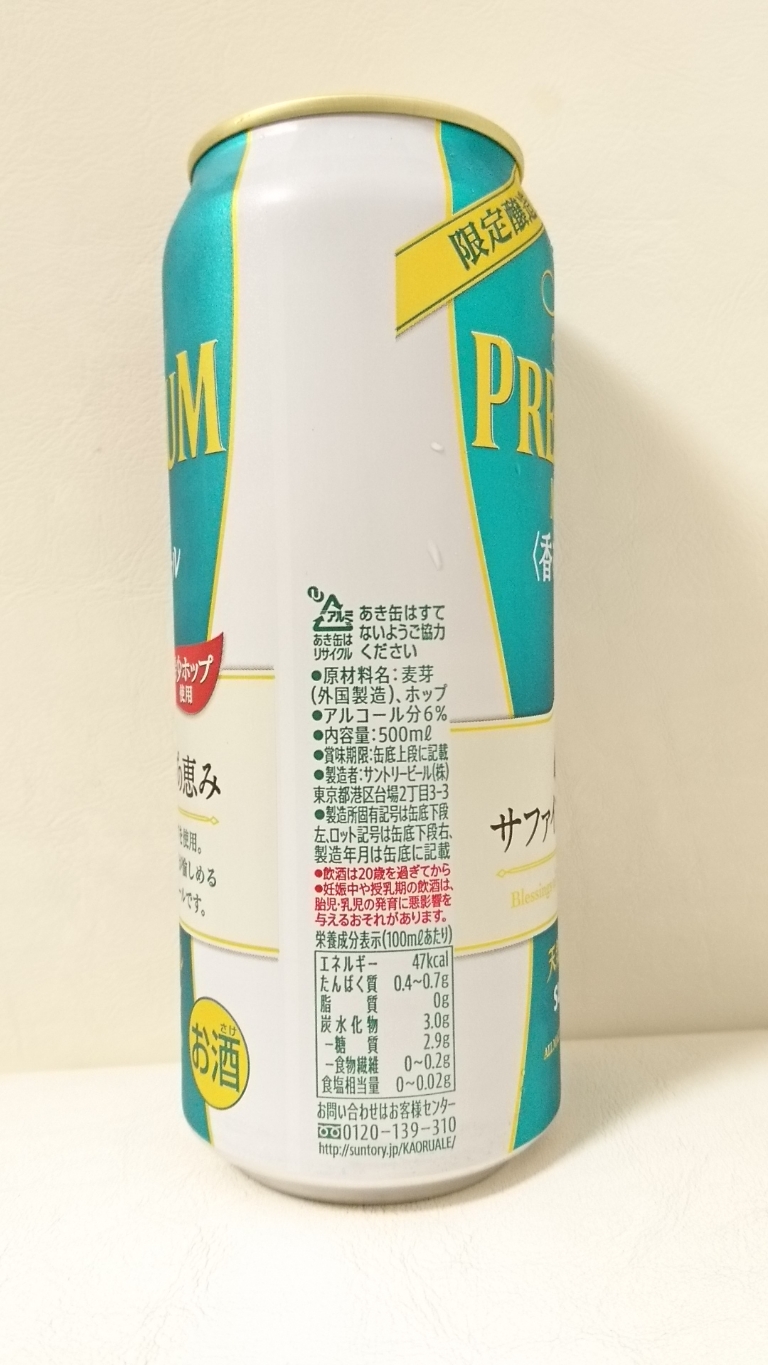 限定醸造
PRE
UM
〈香
アルミ
あき缶は
リサイクル
あき缶はすて
ないようご協力
ください
●原材料名：麦芽
(外国製造)、ホップ
●アルコール分6%
●内容量：500mℓ
●賞味期限：缶底上段に記載
●製造者：サントリービール(株)
東京都港区台場2丁目3-3
●製造所固有記号は缶底下段
左、ロット記号は缶底下段右、
製造年月は缶底に記載
●飲酒は20歳を過ぎてから
●妊娠中や授乳期の飲酒は、
胎児・乳児の発育に悪影響を
与えるおそれがあります。
栄養成分表示(100mℓあたり)
エネルギー 47kcal
たんぱく質 0.4~0.7g
脂質 0g
炭水化物 3.0g
－糖質 2.9g
－食物繊維 0~0.2g
食塩相当量 0~0.02g
お問い合わせはお客様センター
0120-139-310
http://suntory.jp/KAORUALE/
ホップ
使用
恵み
使用。
愉しめる
ルです。
さけ
お酒
サファイ
Blessing
天